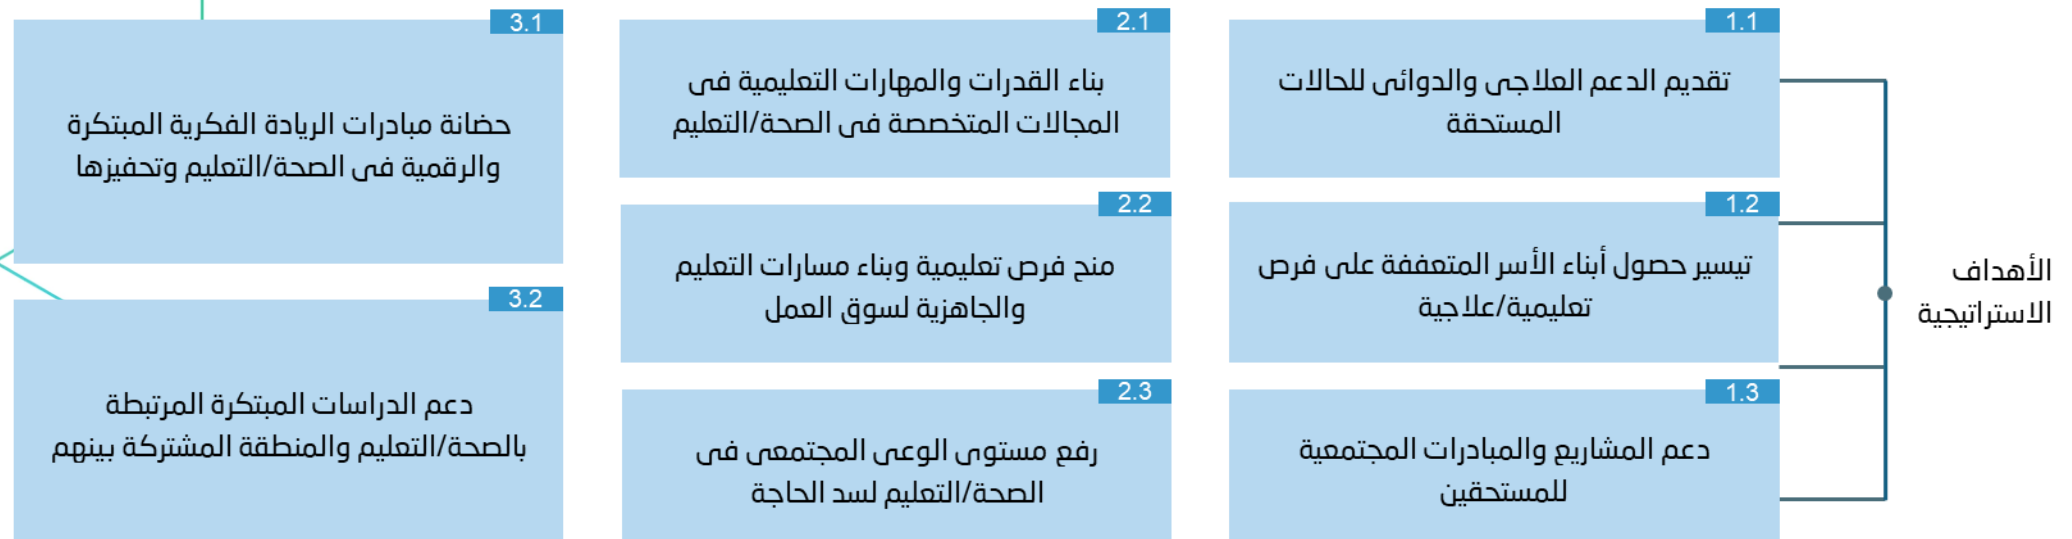 الأهداف
الاستراتيجية
1.1
تقديم الدعم العلاجى والدوائى للحالات
المستحقة
1.2
تيسير حصول أبناء الأسر المتعففة على فرص
تعليمية/علاجية
1.3
دعم المشاريع والمبادرات المجتمعية
للمستحقين
2.1
بناء القدرات والمهارات التعليمية فى
المجالات المتخصصة فى الصحة/التعليم
2.2
منح فرص تعليمية وبناء مسارات التعليم
والجاهزية لسوق العمل
2.3
رفع مستوى الوعى المجتمعى فى
الصحة/التعليم لسد الحاجة
3.1
حضانة مبادرات الريادة الفكرية المبتكرة
والرقمية فى الصحة/التعليم وتحفيزها
3.2
دعم الدراسات المبتكرة المرتبطة
بالصحة/التعليم والمنطقة المشتركة بينهم